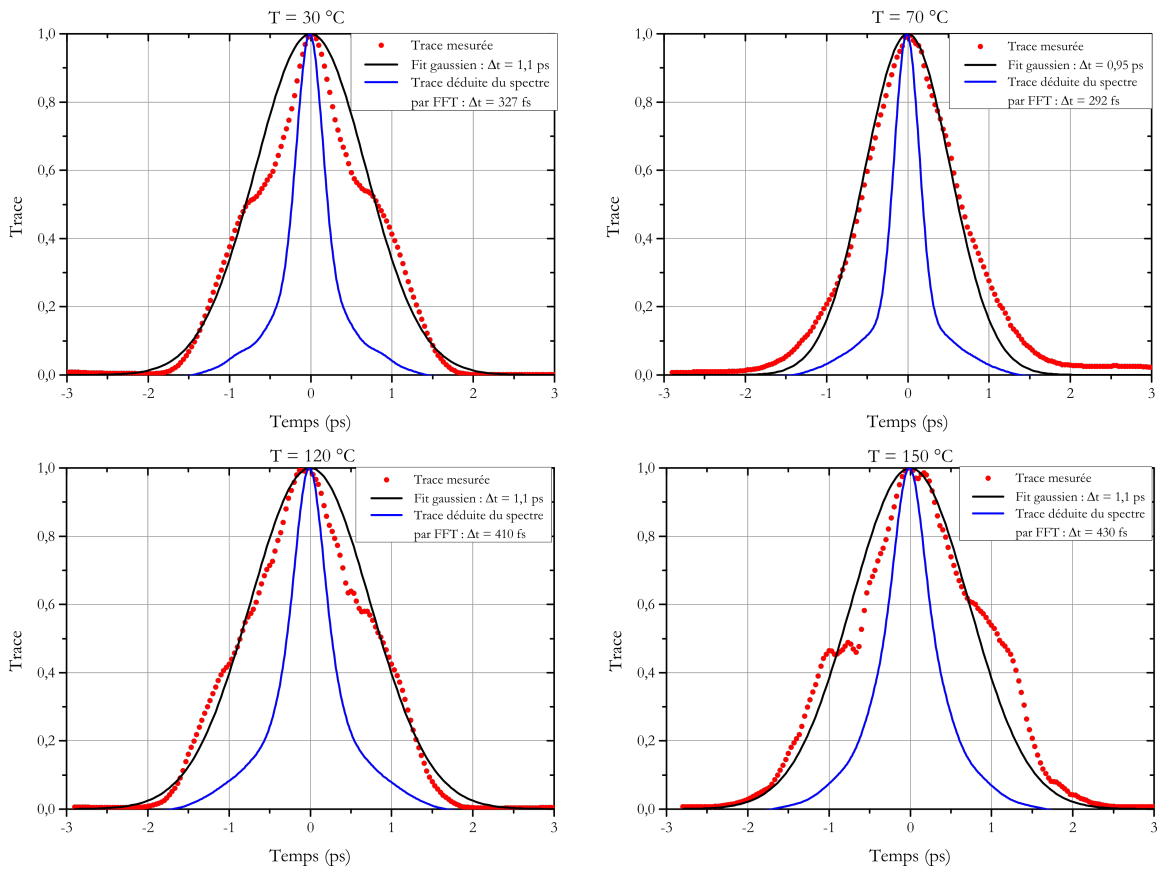 T = 30 °C
Trace mesurée
Fit gaussien : Δt = 1,1 ps
Trace déduite du spectre
par FFT : Δt = 327 fs
1,0
0,8
0,6
0,4
0,2
0,0
Trace
-3 -2 -1 0 1 2 3
Temps (ps)
T = 70 °C
Trace mesurée
Fit gaussien : Δt = 0,95 ps
Trace déduite du spectre
par FFT : Δt = 292 fs
1,0
0,8
0,6
0,4
0,2
0,0
Trace
-3 -2 -1 0 1 2 3
Temps (ps)
T = 120 °C
Trace mesurée
Fit gaussien : Δt = 1,1 ps
Trace déduite du spectre
par FFT : Δt = 410 fs
1,0
0,8
0,6
0,4
0,2
0,0
Trace
-3 -2 -1 0 1 2 3
Temps (ps)
T = 150 °C
Trace mesurée
Fit gaussien : Δt = 1,1 ps
Trace déduite du spectre
par FFT : Δt = 430 fs
1,0
0,8
0,6
0,4
0,2
0,0
Trace
-3 -2 -1 0 1 2 3
Temps (ps)